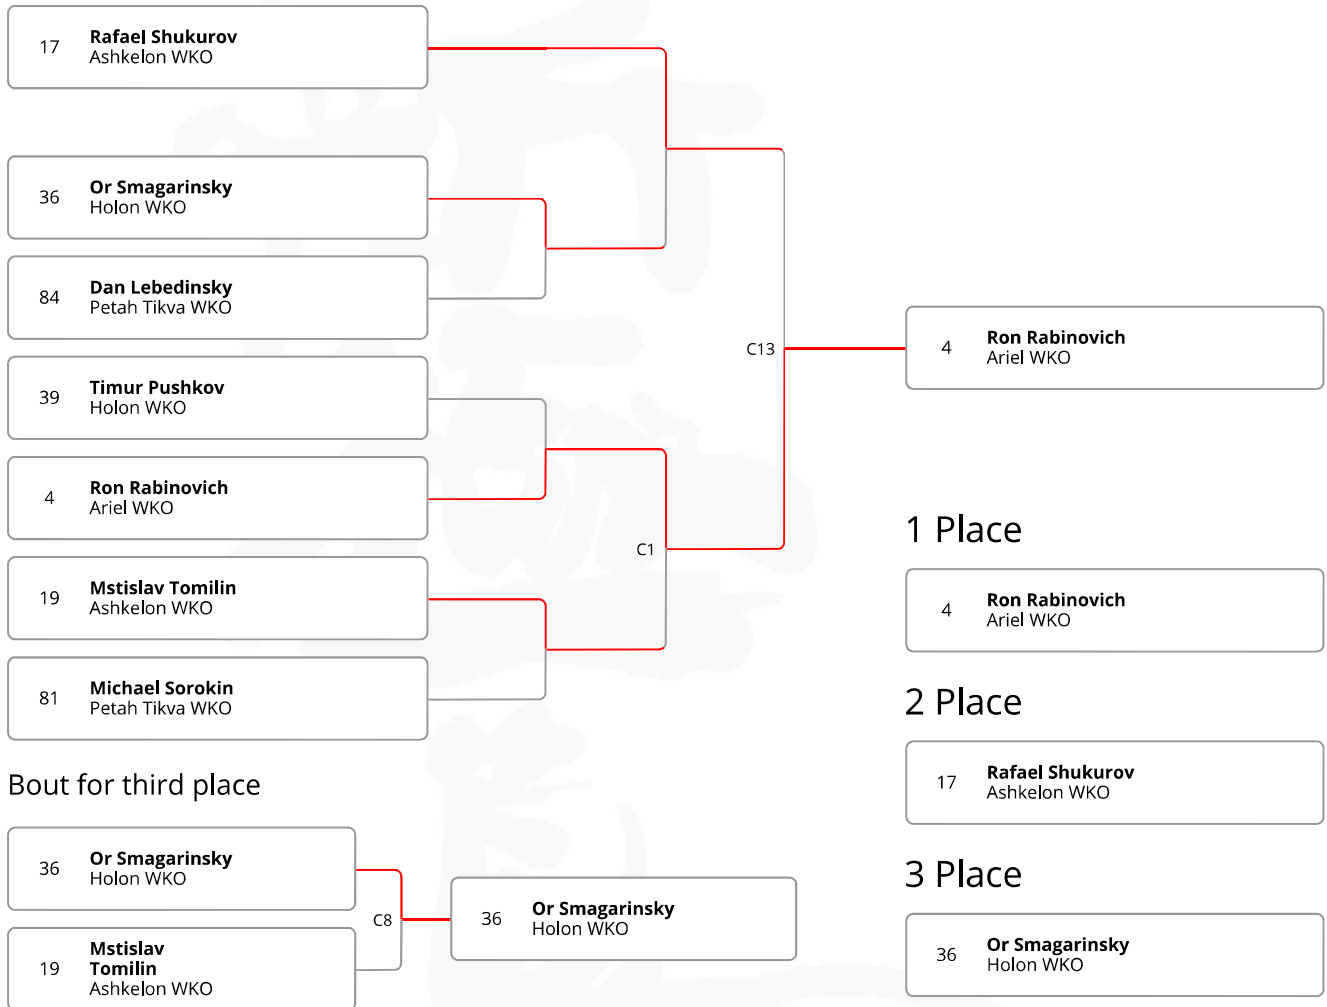 17
Rafael Shukurov
Ashkelon WKO
36
Or Smagarinsky
Holon WKO
84
Dan Lebedinsky
Petah Tikva WKO
39
Timur Pushkov
Holon WKO
4
Ron Rabinovich
Ariel WKO
19
Mstislav Tomilin
Ashkelon WKO
81
Michael Sorokin
Petah Tikva WKO
C1
C13
4
Ron Rabinovich
Ariel WKO
Bout for third place
36
Or Smagarinsky
Holon WKO
19
Mstislav
Tomilin
Ashkelon WKO
C8
36
Or Smagarinsky
Holon WKO
1 Place
4
Ron Rabinovich
Ariel WKO
2 Place
17
Rafael Shukurov
Ashkelon WKO
3 Place
36
Or Smagarinsky
Holon WKO